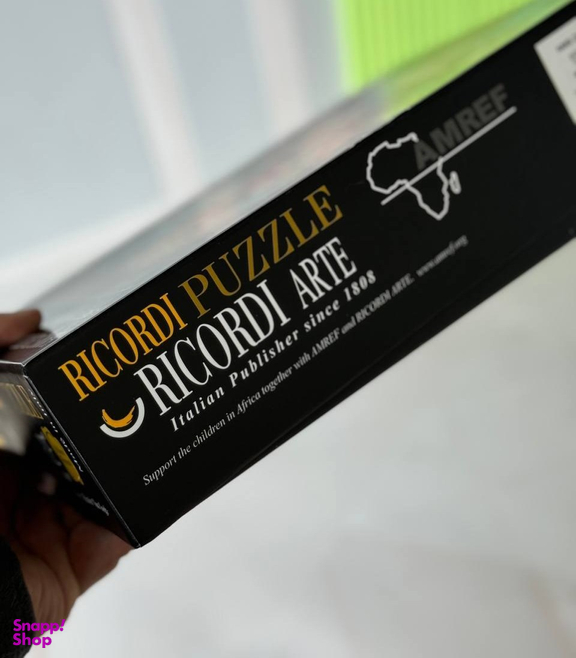 AMREF
RICORDI PUZZLE
RICORDI ARTE
Italian Publisher since 1808
Support the children in Africa together with AMREF and RICORDI ARTE. www.amref.org
Snapp!
Shop